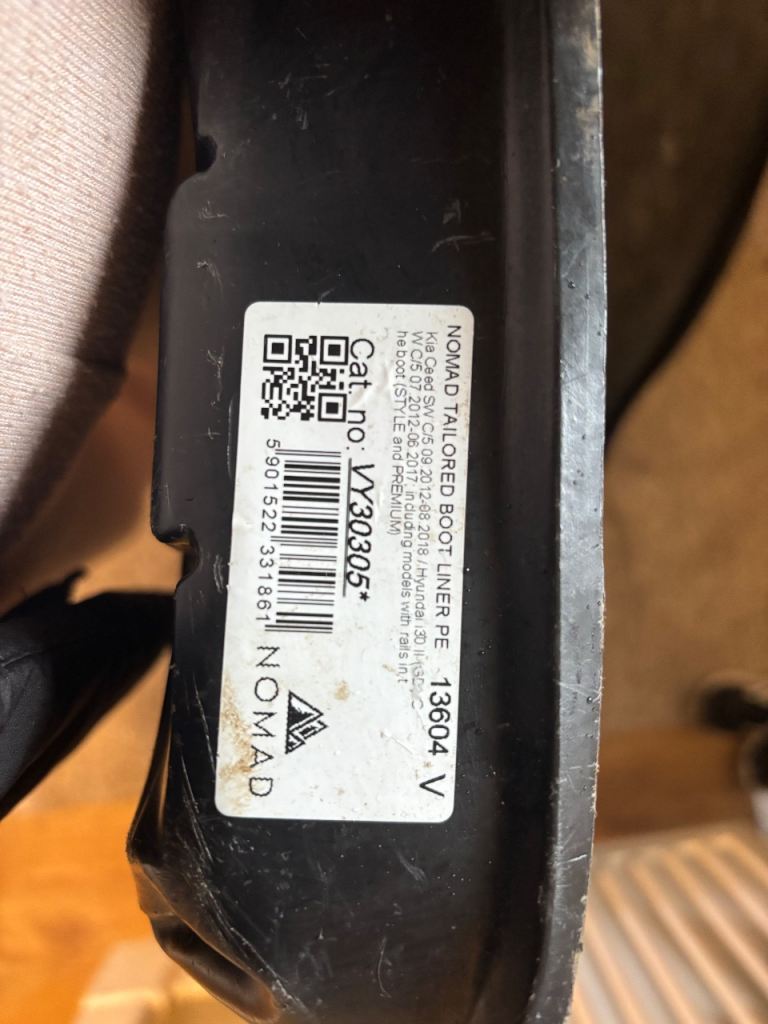 NOMAD TAILORED BOOT LINER PE 13604 V
Kia Ceed SW C/5 09.2012-08.2018 / Hyundai i30 II
W C/5 07.2012-06.2017; including models with rails in t
he boot (STYLE and PREMIUM)
Cat. no: VY30305*
5 901522 331861
NOMAD